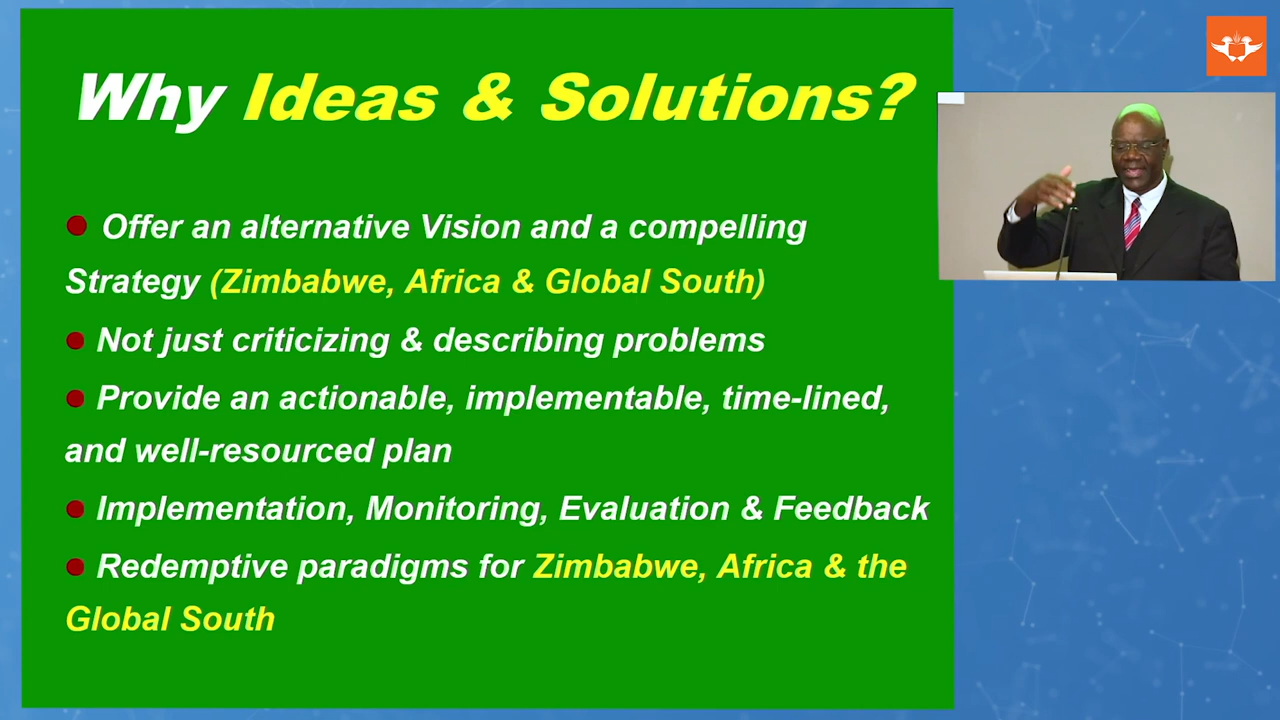 Why Ideas & Solutions?
● Offer an alternative Vision and a compelling
Strategy (Zimbabwe, Africa & Global South)
● Not just criticizing & describing problems
● Provide an actionable, implementable, time-lined,
and well-resourced plan
● Implementation, Monitoring, Evaluation & Feedback
● Redemptive paradigms for Zimbabwe, Africa & the
Global South